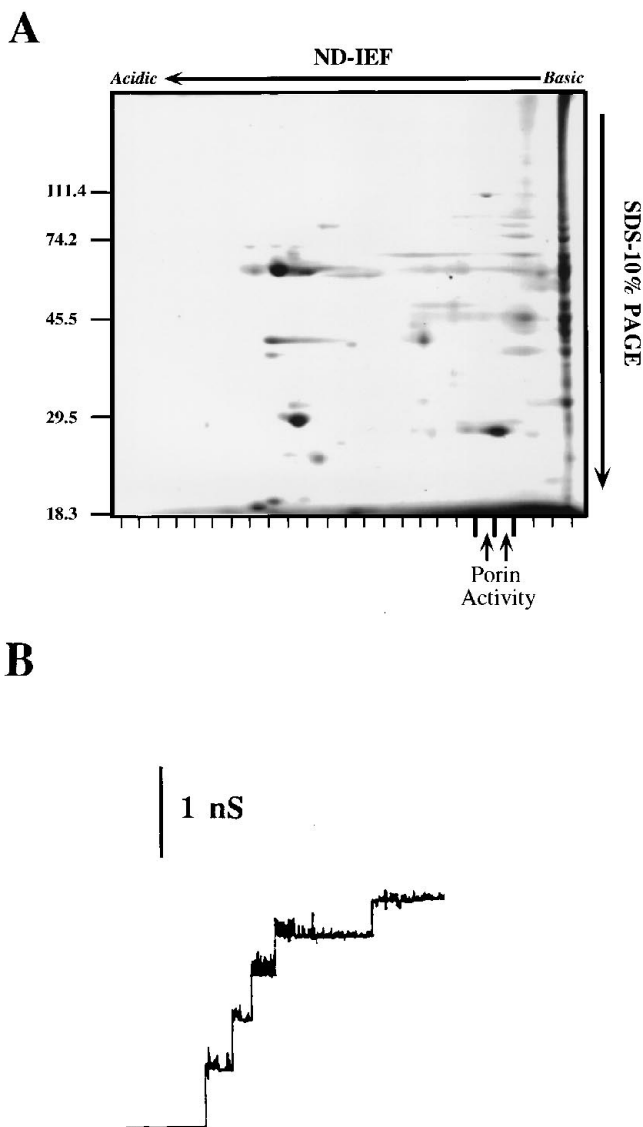 A
ND-IEF
Acidic
Basic
111.4
74.2
45.5
29.5
18.3
SDS-10% PAGE
Porin
Activity
B
1 nS